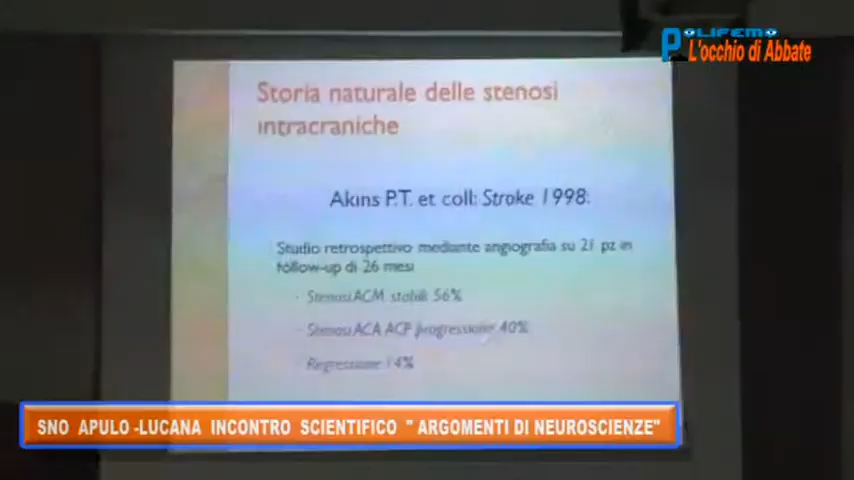 POLIFEMO
L'occhio di Abbate
Storia naturale delle stenosi
intracraniche
Akins P.T. et coll: Stroke 1998:
Studio retrospettivo mediante angiografia su 21 pz in
follow-up di 26 mesi
Stenosi ACM stabili 56%
Stenosi ACA ACP progressione 40%
Regressione 14%
SNO APULO -LUCANA INCONTRO SCIENTIFICO " ARGOMENTI DI NEUROSCIENZE"